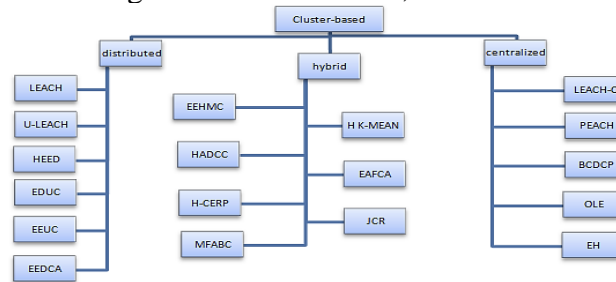 Cluster-based
distributed
hybrid
centralized
LEACH
U-LEACH
HEED
EDUC
EEUC
EEDCA
EEHMC
HADCC
H-CERP
MFABC
H K-MEAN
EAFCA
JCR
LEACH-C
PEACH
BCDCP
OLE
EH